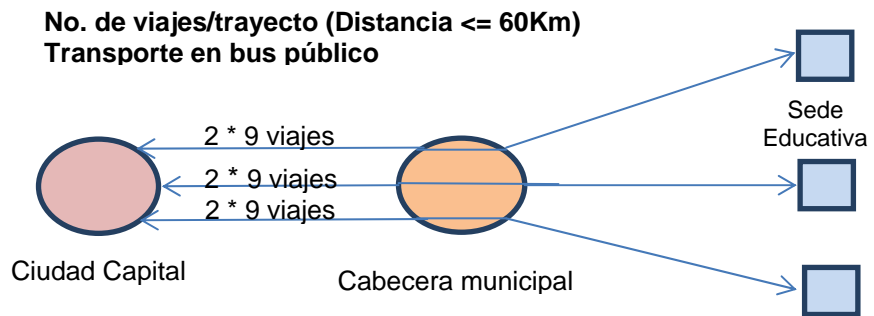 No. de viajes/trayecto (Distancia <= 60Km)
Transporte en bus público
Sede
Educativa
2 * 9 viajes
2 * 9 viajes
2 * 9 viajes
Ciudad Capital
Cabecera municipal